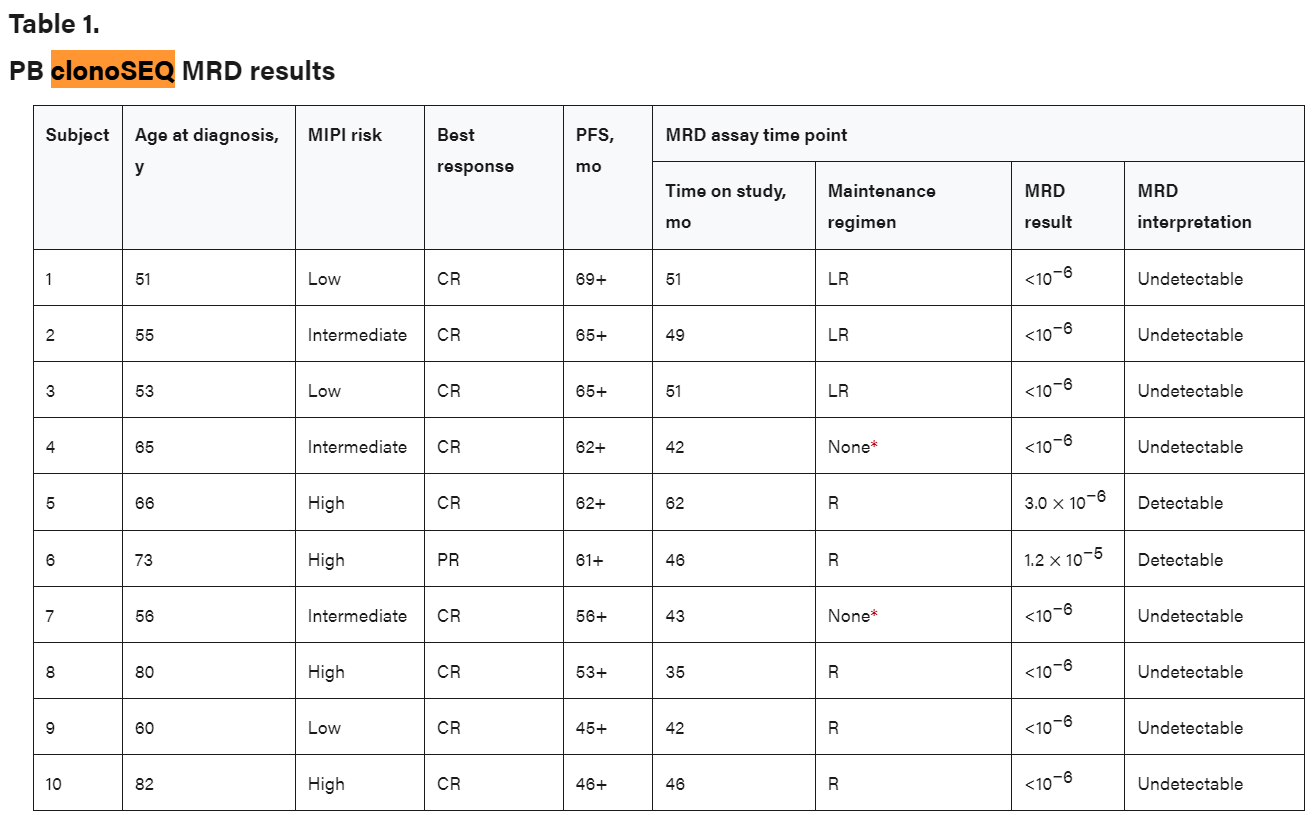 Table 1.
PB clonoSEQ MRD results
Subject Age at diagnosis, y MIPI risk Best response PFS, mo MRD assay time point
Time on study, mo Maintenance regimen MRD result MRD interpretation
1 51 Low CR 69+ 51 LR <10⁻⁶ Undetectable
2 55 Intermediate CR 65+ 49 LR <10⁻⁶ Undetectable
3 53 Low CR 65+ 51 LR <10⁻⁶ Undetectable
4 65 Intermediate CR 62+ 42 None* <10⁻⁶ Undetectable
5 66 High CR 62+ 62 R 3.0 × 10⁻⁶ Detectable
6 73 High PR 61+ 46 R 1.2 × 10⁻⁵ Detectable
7 56 Intermediate CR 56+ 43 None* <10⁻⁶ Undetectable
8 80 High CR 53+ 35 R <10⁻⁶ Undetectable
9 60 Low CR 45+ 42 R <10⁻⁶ Undetectable
10 82 High CR 46+ 46 R <10⁻⁶ Undetectable